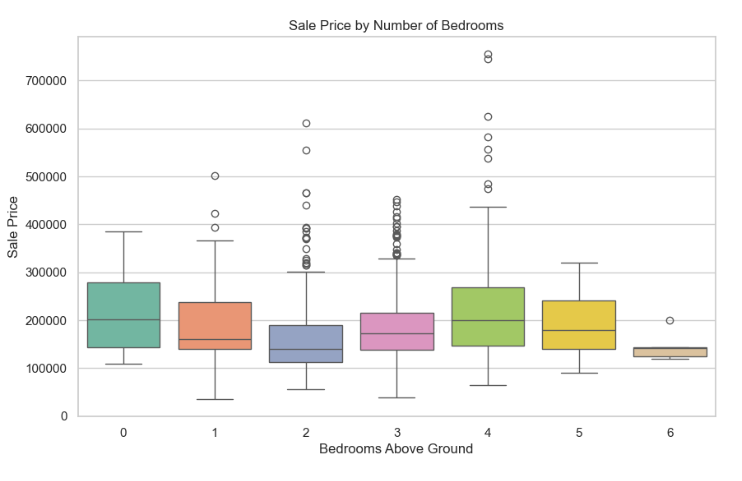 Sale Price by Number of Bedrooms
Sale Price
700000
600000
500000
400000
300000
200000
100000
0
0 1 2 3 4 5 6
Bedrooms Above Ground